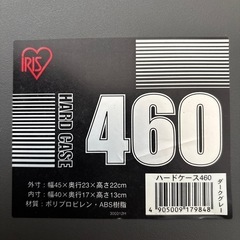 IRIS
HARD CASE
460
外寸：幅45×奥行23×高さ22cm
内寸：幅40×奥行17×高さ13cm
材質：ポリプロピレン・ABS樹脂
ハードケース460
4 905009 179848
ダークグレー